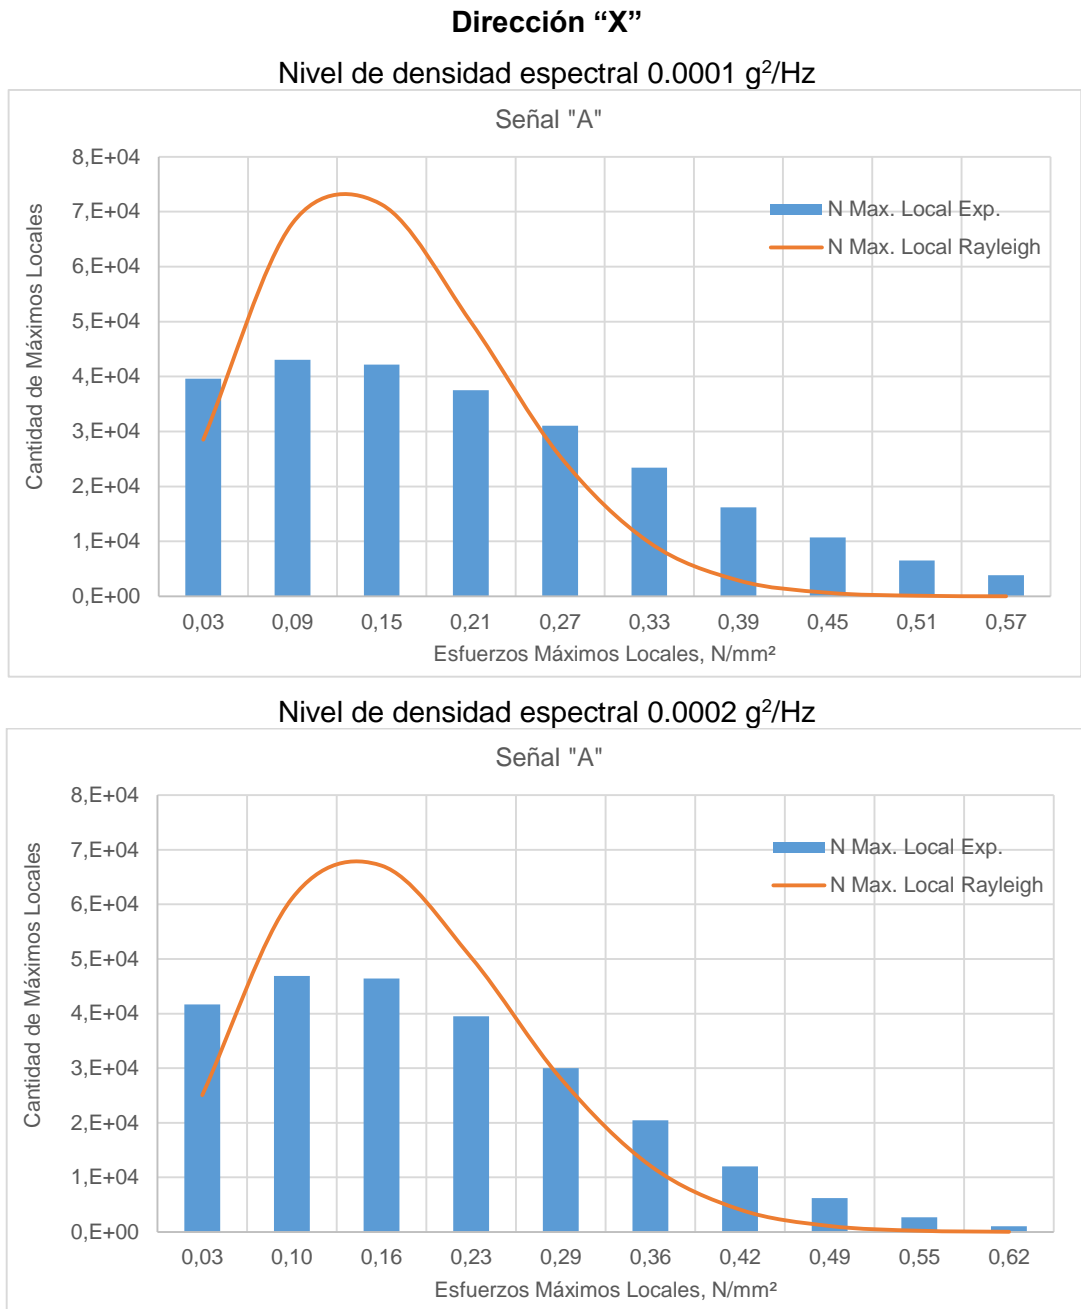 Dirección “X”
Nivel de densidad espectral 0.0001 g²/Hz
Señal "A"
Cantidad de Máximos Locales
8,E+04
7,E+04
6,E+04
5,E+04
4,E+04
3,E+04
2,E+04
1,E+04
0,E+00
N Max. Local Exp.
N Max. Local Rayleigh
0,03 0,09 0,15 0,21 0,27 0,33 0,39 0,45 0,51 0,57
Esfuerzos Máximos Locales, N/mm²
Nivel de densidad espectral 0.0002 g²/Hz
Señal "A"
Cantidad de Máximos Locales
8,E+04
7,E+04
6,E+04
5,E+04
4,E+04
3,E+04
2,E+04
1,E+04
0,E+00
N Max. Local Exp.
N Max. Local Rayleigh
0,03 0,10 0,16 0,23 0,29 0,36 0,42 0,49 0,55 0,62
Esfuerzos Máximos Locales, N/mm²